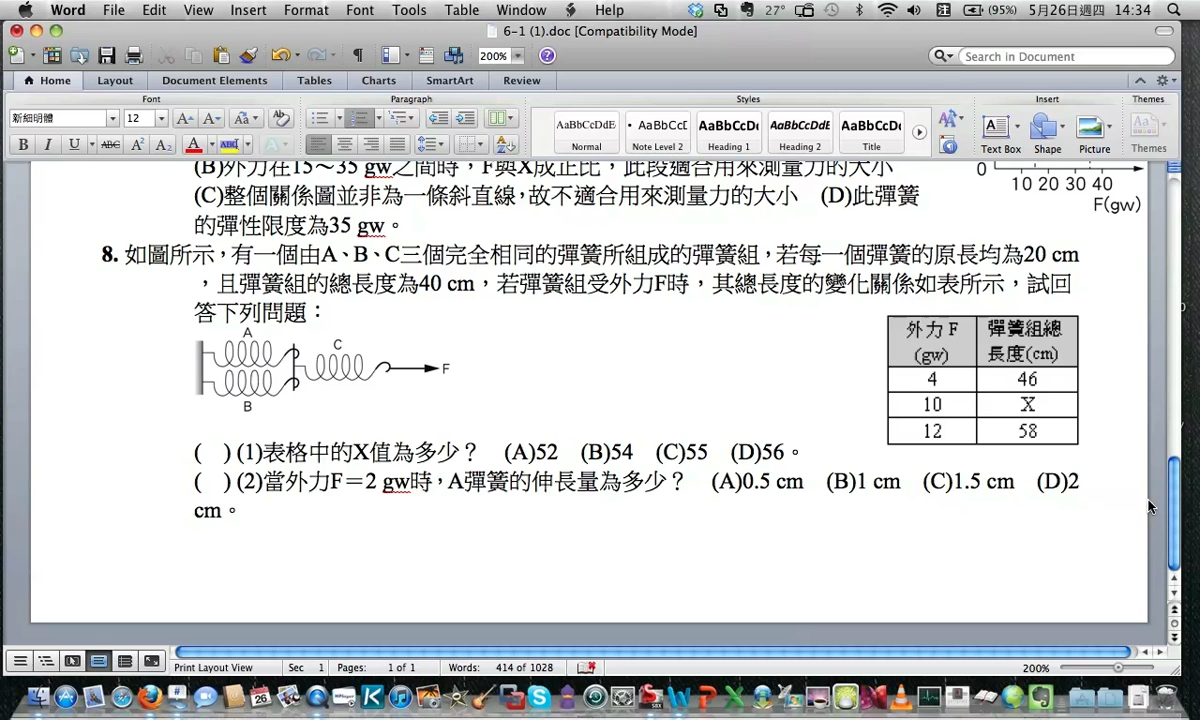 Word File Edit View Insert Format Font Tools Table Window Help 27° (95%) 5月26日週四 14:34
6-1 (1).doc [Compatibility Mode]
200% Search in Document
Home Layout Document Elements Tables Charts SmartArt Review
Font Paragraph Styles Insert Themes
新細明體 12 A A Aa
B I U ABC A² A₂ A ABC A
AaBbCcDdE AaBbCcD AaBbCcDc AaBbCcDdE AaBbCcDc
Normal Note Level 2 Heading 1 Heading 2 Title
Text Box Shape Picture Themes
(B)外力在15～35 gw之間時，F與X成正比，此段適合用來測量力的大小
(C)整個關係圖並非為一條斜直線，故不適合用來測量力的大小 (D)此彈簧
的彈性限度為35 gw。
0
10 20 30 40
F(gw)
8. 如圖所示，有一個由A、B、C三個完全相同的彈簧所組成的彈簧組，若每一個彈簧的原長均為20 cm
，且彈簧組的總長度為40 cm，若彈簧組受外力F時，其總長度的變化關係如表所示，試回
答下列問題：
A
C
F
B
外力 F 彈簧組總
(gw) 長度(cm)
4 46
10 X
12 58
( ) (1)表格中的X值為多少？ (A)52 (B)54 (C)55 (D)56。
( ) (2)當外力F＝2 gw時，A彈簧的伸長量為多少？ (A)0.5 cm (B)1 cm (C)1.5 cm (D)2
cm。
Print Layout View Sec 1 Pages: 1 of 1 Words: 414 of 1028 200%